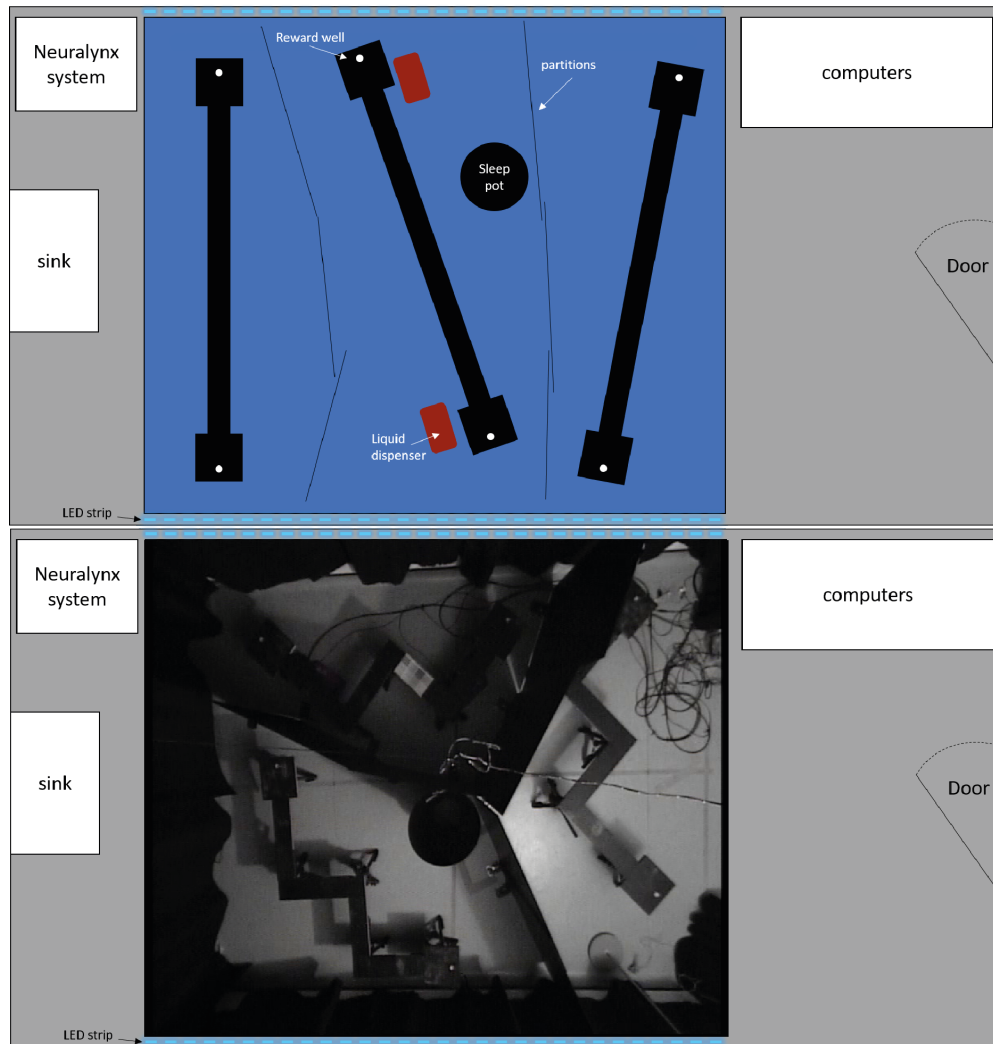 Neuralynx
system
Reward well
partitions
computers
Sleep
pot
sink
Door
Liquid
dispenser
LED strip
Neuralynx
system
computers
sink
Door
LED strip